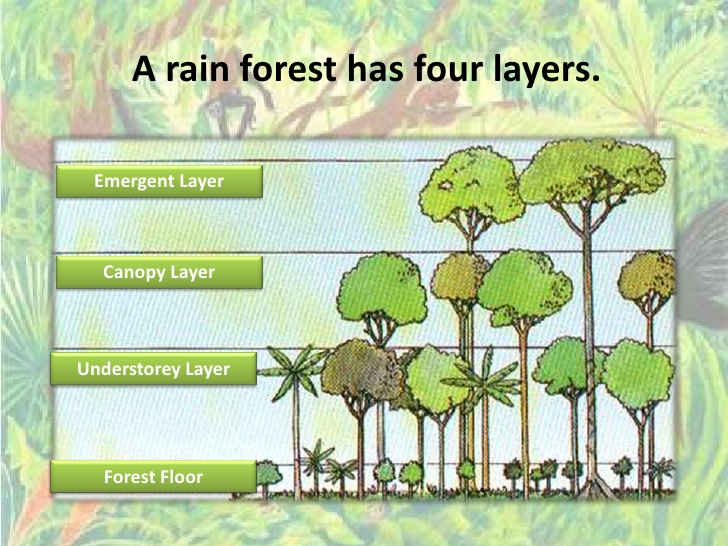 A rain forest has four layers.
Emergent Layer
Canopy Layer
Understorey Layer
Forest Floor